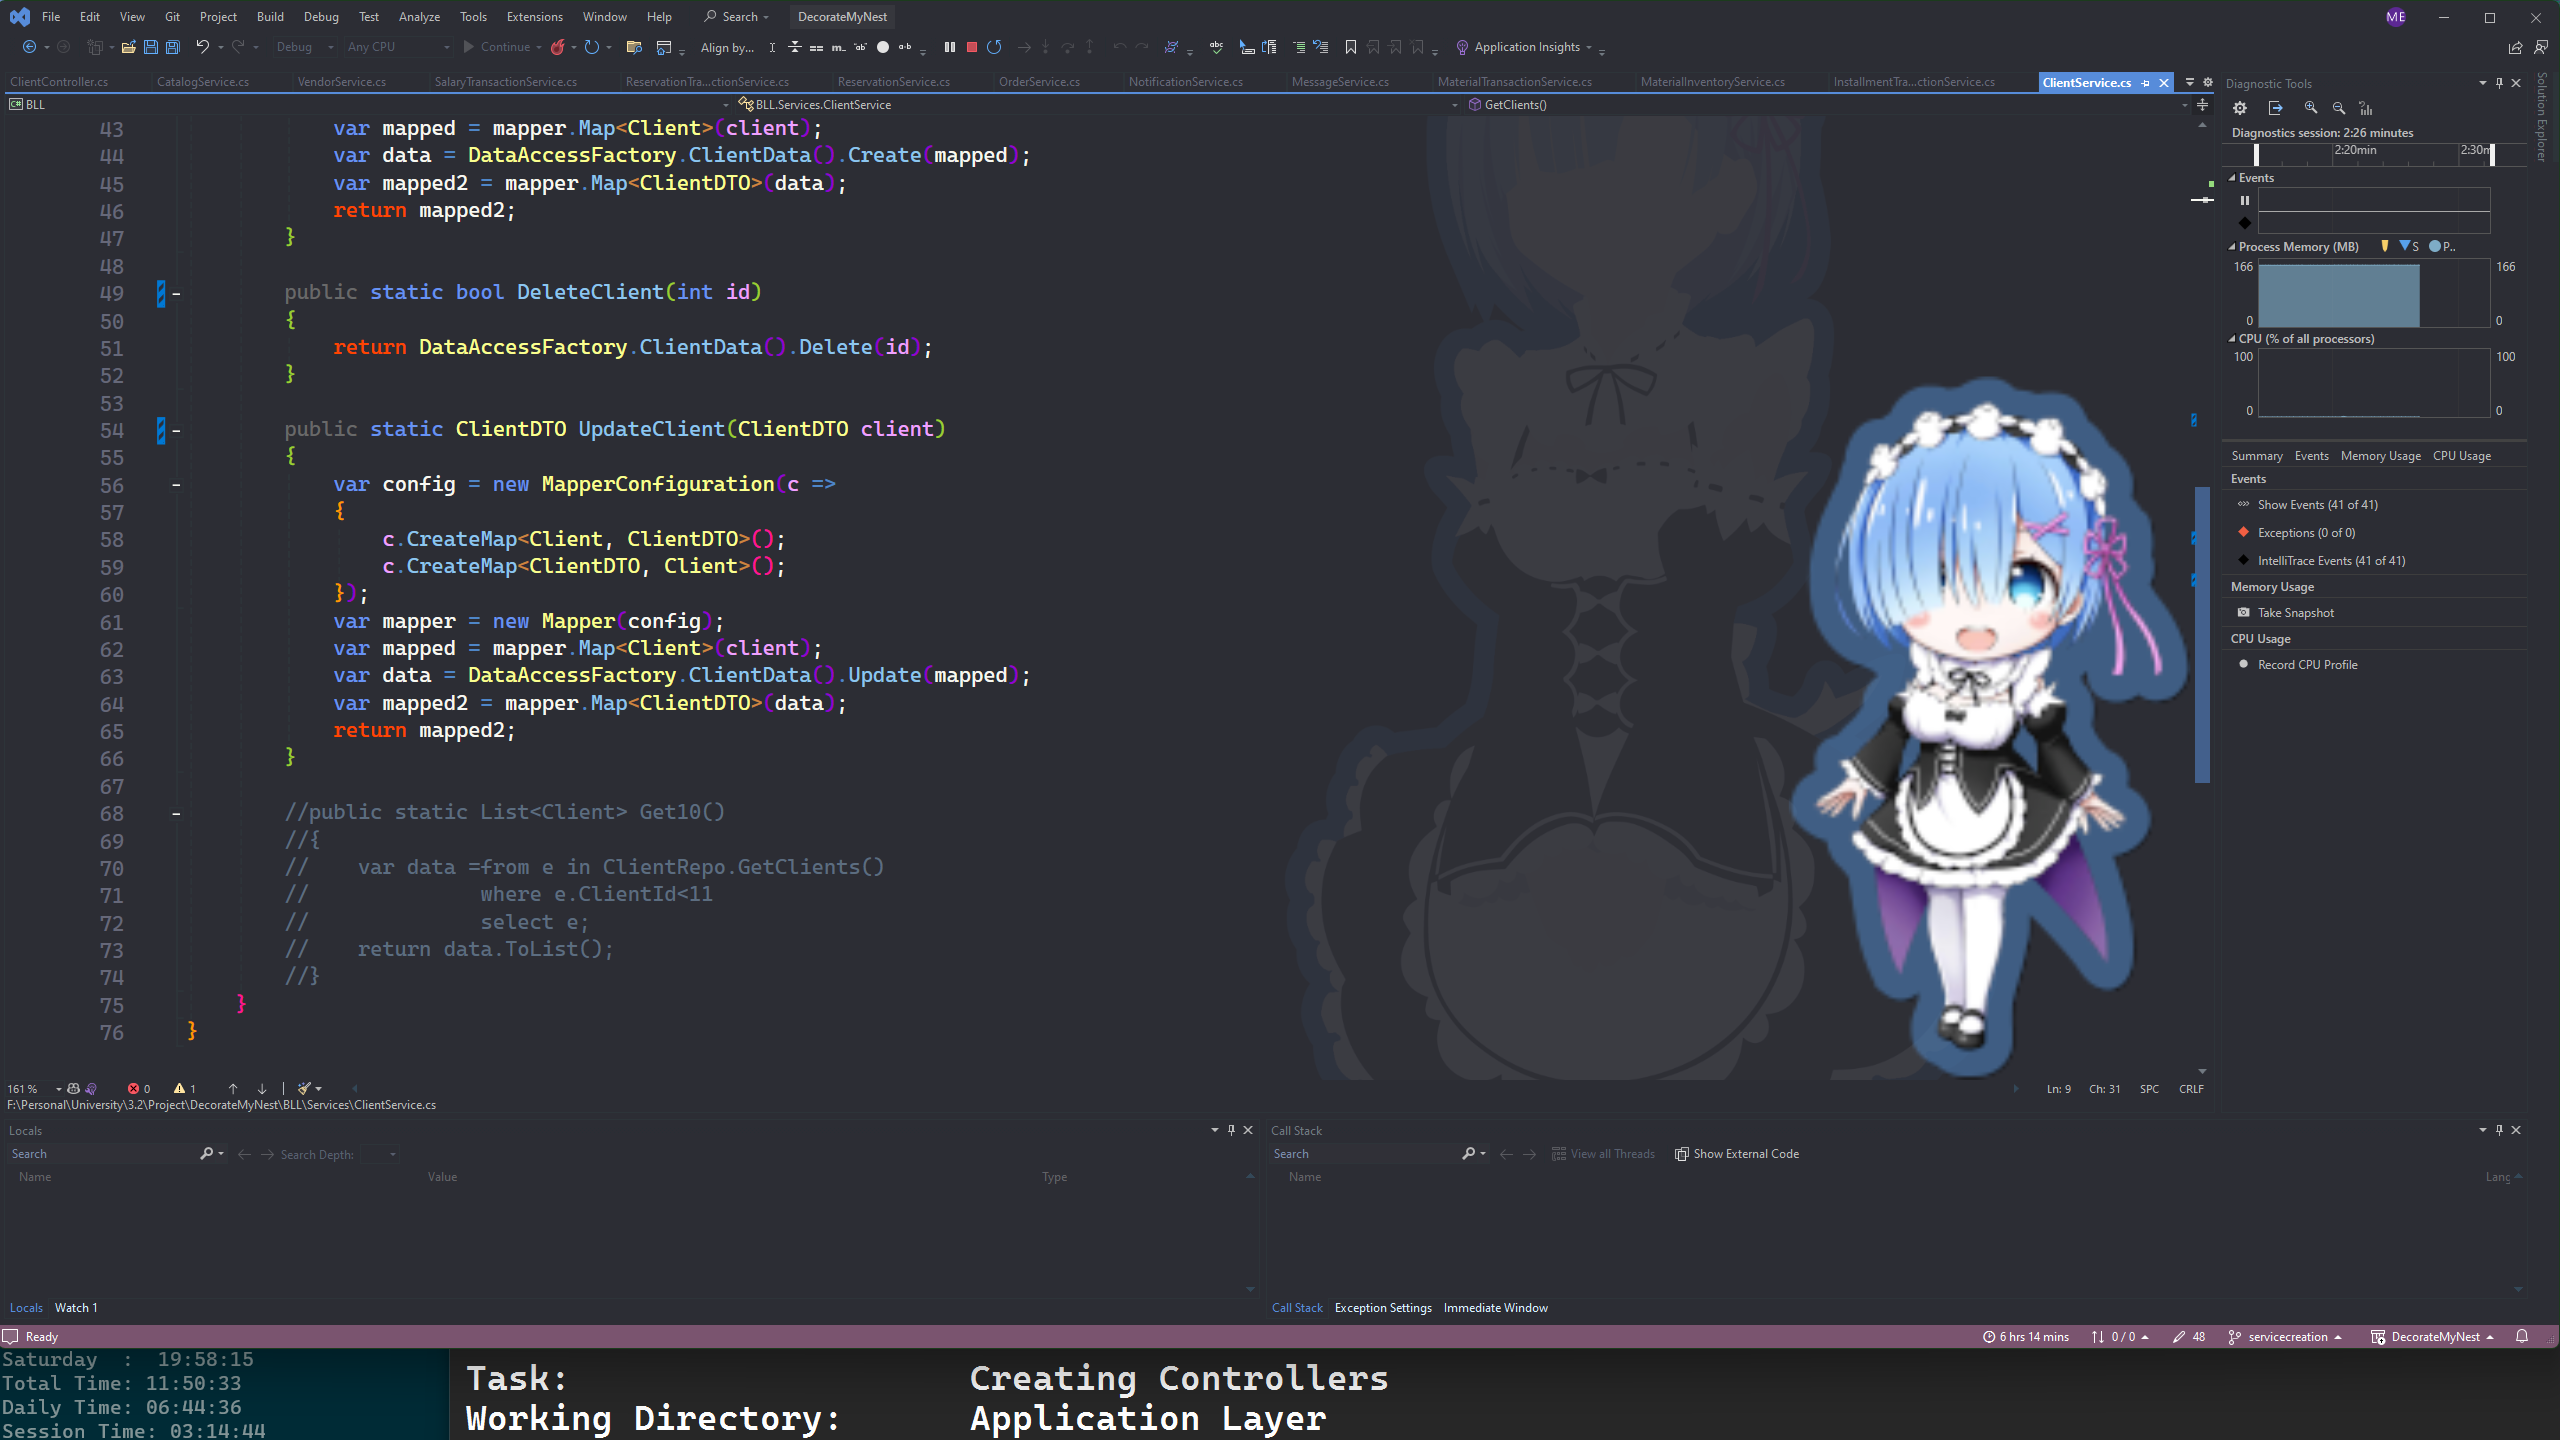 File Edit View Git Project Build Debug Test Analyze Tools Extensions Window Help Search DecorateMyNest ME
Debug Any CPU Continue Align by... Application Insights
ClientController.cs CatalogService.cs VendorService.cs SalaryTransactionService.cs ReservationTra...ctionService.cs ReservationService.cs OrderService.cs NotificationService.cs MessageService.cs MaterialTransactionService.cs MaterialInventoryService.cs InstallmentTra...ctionService.cs ClientService.cs
BLL BLL.Services.ClientService GetClients()
43 var mapped = mapper.Map<Client>(client);
44 var data = DataAccessFactory.ClientData().Create(mapped);
45 var mapped2 = mapper.Map<ClientDTO>(data);
46 return mapped2;
47 }
48
49 public static bool DeleteClient(int id)
50 {
51 return DataAccessFactory.ClientData().Delete(id);
52 }
53
54 public static ClientDTO UpdateClient(ClientDTO client)
55 {
56 var config = new MapperConfiguration(c =>
57 {
58 c.CreateMap<Client, ClientDTO>();
59 c.CreateMap<ClientDTO, Client>();
60 });
61 var mapper = new Mapper(config);
62 var mapped = mapper.Map<Client>(client);
63 var data = DataAccessFactory.ClientData().Update(mapped);
64 var mapped2 = mapper.Map<ClientDTO>(data);
65 return mapped2;
66 }
67
68 //public static List<Client> Get10()
69 //{
70 // var data =from e in ClientRepo.GetClients()
71 // where e.ClientId<11
72 // select e;
73 // return data.ToList();
74 //}
75 }
76 }
161 % 0 1 Ln: 9 Ch: 31 SPC CRLF
F:\Personal\University\3.2\Project\DecorateMyNest\BLL\Services\ClientService.cs
Diagnostic Tools
Solution Explorer
Diagnostics session: 2:26 minutes
2:20min 2:30m
Events
Process Memory (MB) S P..
166 166
0 0
CPU (% of all processors)
100 100
0 0
Summary Events Memory Usage CPU Usage
Events
Show Events (41 of 41)
Exceptions (0 of 0)
IntelliTrace Events (41 of 41)
Memory Usage
Take Snapshot
CPU Usage
Record CPU Profile
Locals
Search Search Depth:
Name Value Type
Locals Watch 1
Call Stack
Search View all Threads Show External Code
Name Lang
Call Stack Exception Settings Immediate Window
Ready 6 hrs 14 mins 0 / 0 48 servicecreation DecorateMyNest
Saturday : 19:58:15
Total Time: 11:50:33
Daily Time: 06:44:36
Session Time: 03:14:44
Task: Creating Controllers
Working Directory: Application Layer